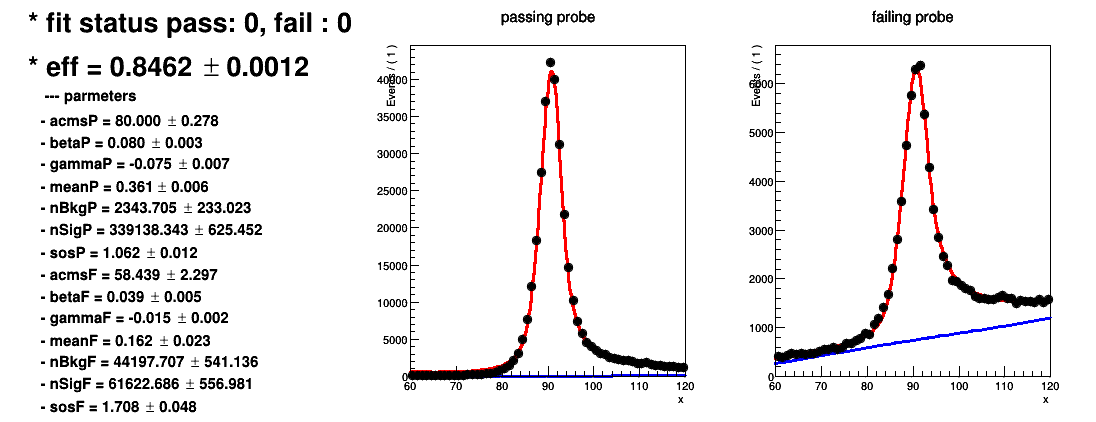 * fit status pass: 0, fail : 0
* eff = 0.8462 ± 0.0012
--- parmeters
- acmsP = 80.000 ± 0.278
- betaP = 0.080 ± 0.003
- gammaP = -0.075 ± 0.007
- meanP = 0.361 ± 0.006
- nBkgP = 2343.705 ± 233.023
- nSigP = 339138.343 ± 625.452
- sosP = 1.062 ± 0.012
- acmsF = 58.439 ± 2.297
- betaF = 0.039 ± 0.005
- gammaF = -0.015 ± 0.002
- meanF = 0.162 ± 0.023
- nBkgF = 44197.707 ± 541.136
- nSigF = 61622.686 ± 556.981
- sosF = 1.708 ± 0.048
passing probe
Events / ( 1 )
40000
35000
30000
25000
20000
15000
10000
5000
0
60 70 80 90 100 110 120
x
failing probe
Events / ( 1 )
6000
5000
4000
3000
2000
1000
0
60 70 80 90 100 110 120
x